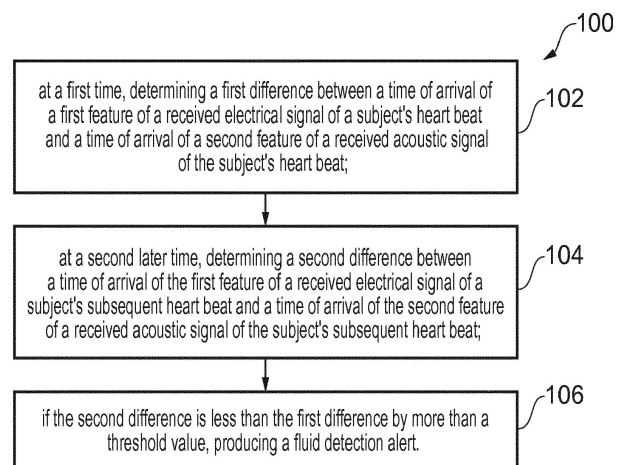 100
at a first time, determining a first difference between a time of arrival of
a first feature of a received electrical signal of a subject's heart beat
and a time of arrival of a second feature of a received acoustic signal
of the subject's heart beat;
102
at a second later time, determining a second difference between
a time of arrival of the first feature of a received electrical signal of a
subject's subsequent heart beat and a time of arrival of the second feature
of a received acoustic signal of the subject's subsequent heart beat;
104
if the second difference is less than the first difference by more than a
threshold value, producing a fluid detection alert.
106